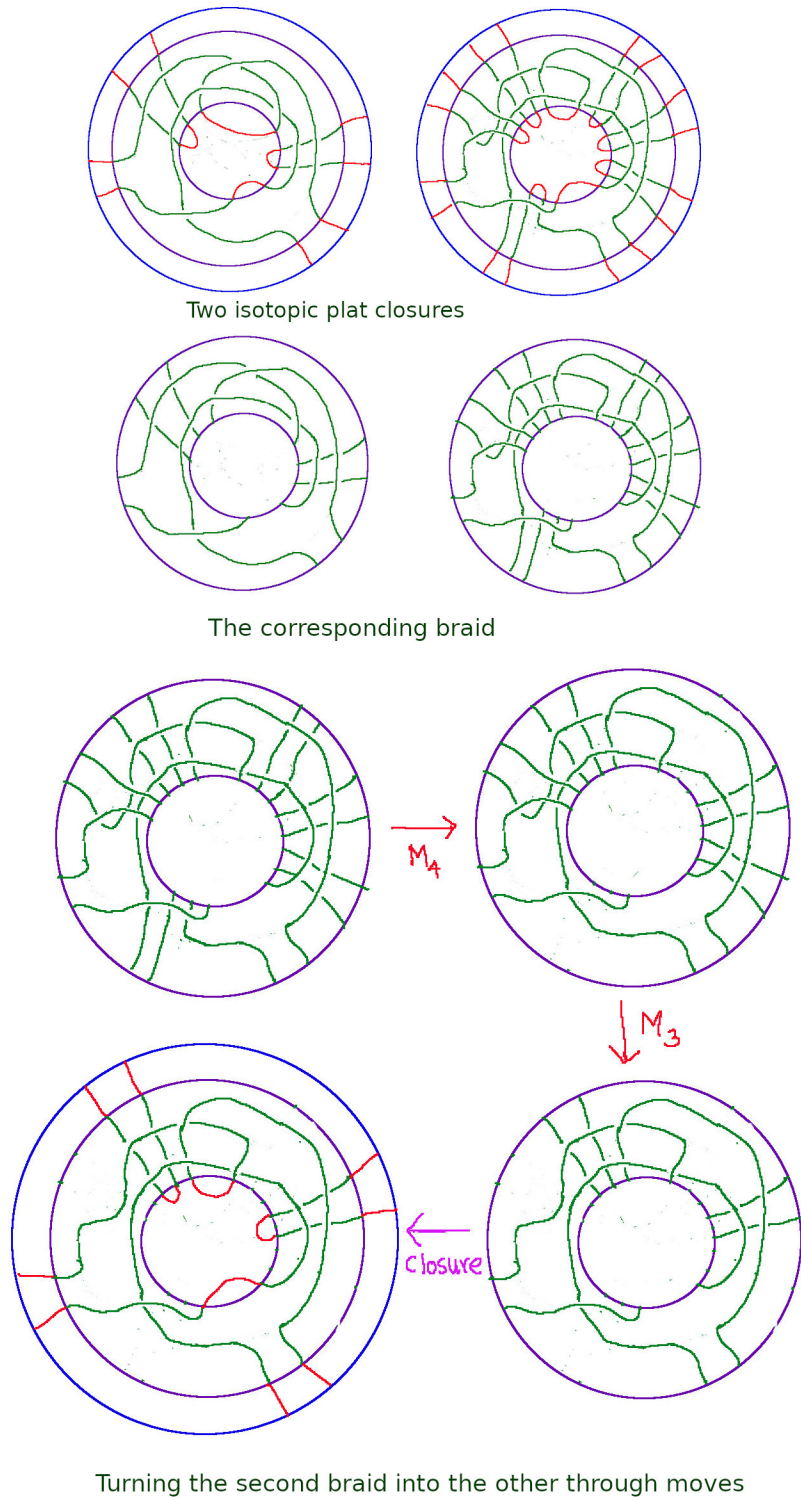 Two isotopic plat closures
The corresponding braid
M4
M3
closure
Turning the second braid into the other through moves